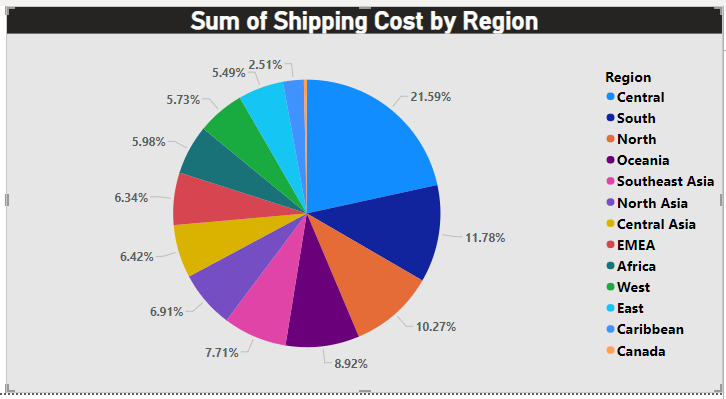 Sum of Shipping Cost by Region
2.51%
5.49%
5.73%
5.98%
6.34%
6.42%
6.91%
7.71%
8.92%
10.27%
11.78%
21.59%
Region
Central
South
North
Oceania
Southeast Asia
North Asia
Central Asia
EMEA
Africa
West
East
Caribbean
Canada